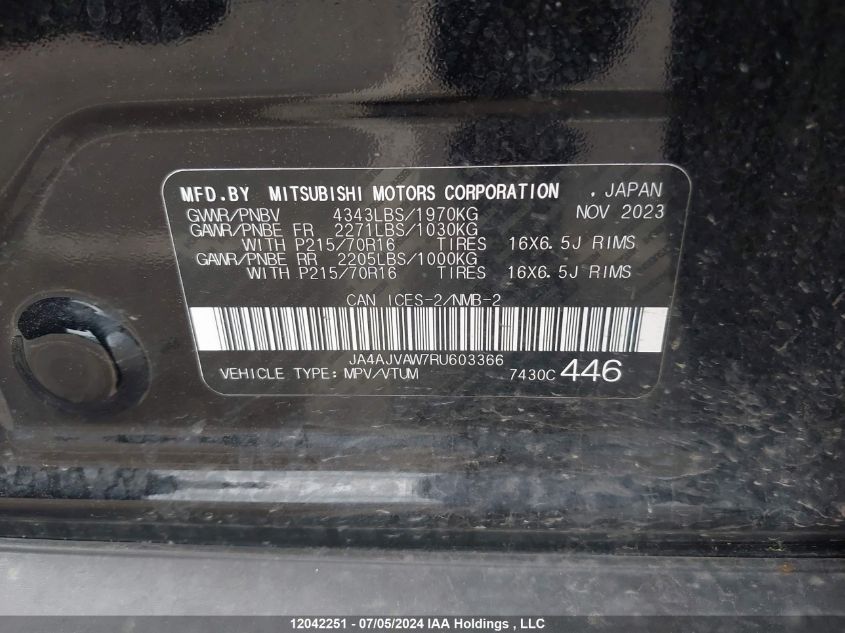 MFD.BY MITSUBISHI MOTORS CORPORATION . JAPAN
GVWR/PNBV 4343LBS/1970KG NOV 2023
GAWR/PNBE FR 2271LBS/1030KG
WITH P215/70R16 TIRES 16X6.5J RIMS
GAWR/PNBE RR 2205LBS/1000KG
WITH P215/70R16 TIRES 16X6.5J RIMS
CAN ICES-2/NMB-2
JA4AJVAW7RU603366
VEHICLE TYPE: MPV/VTUM 7430C 446
12042251 - 07/05/2024 IAA Holdings , LLC